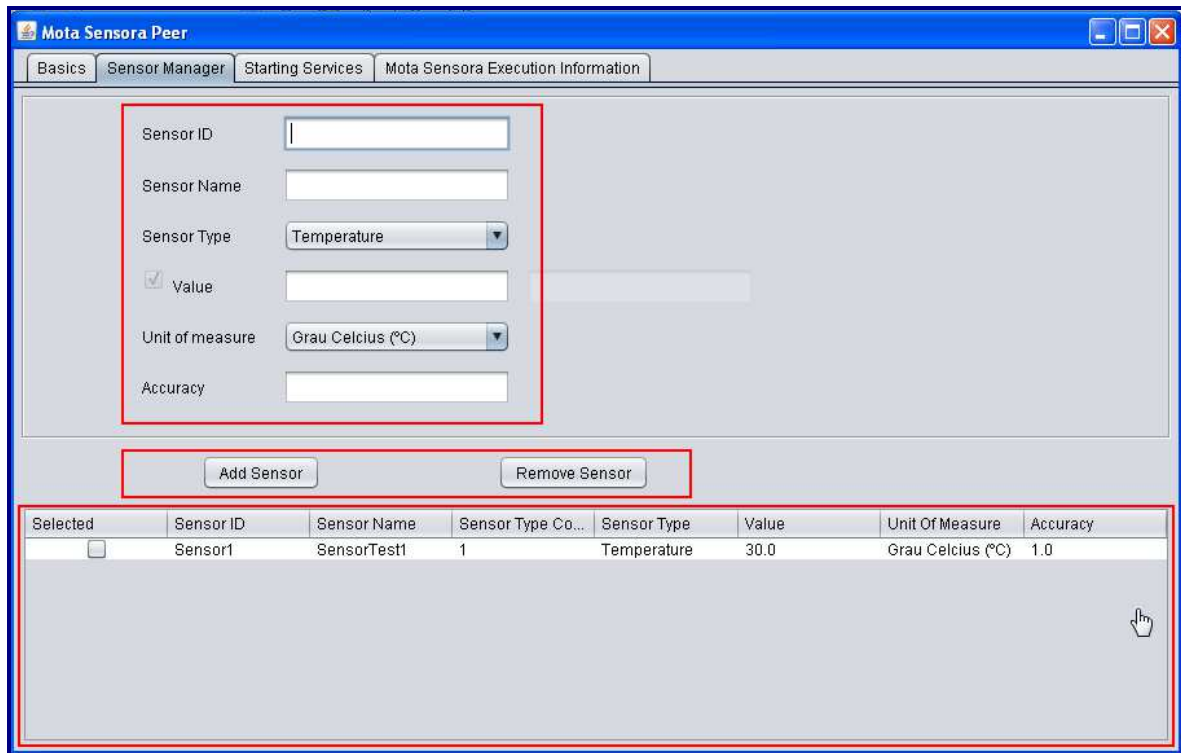 Mota Sensora Peer
Basics Sensor Manager Starting Services Mota Sensora Execution Information
Sensor ID
Sensor Name
Sensor Type Temperature
Value
Unit of measure Grau Celcius (ºC)
Accuracy
Add Sensor Remove Sensor
Selected Sensor ID Sensor Name Sensor Type Co... Sensor Type Value Unit Of Measure Accuracy
Sensor1 SensorTest1 1 Temperature 30.0 Grau Celcius (ºC) 1.0